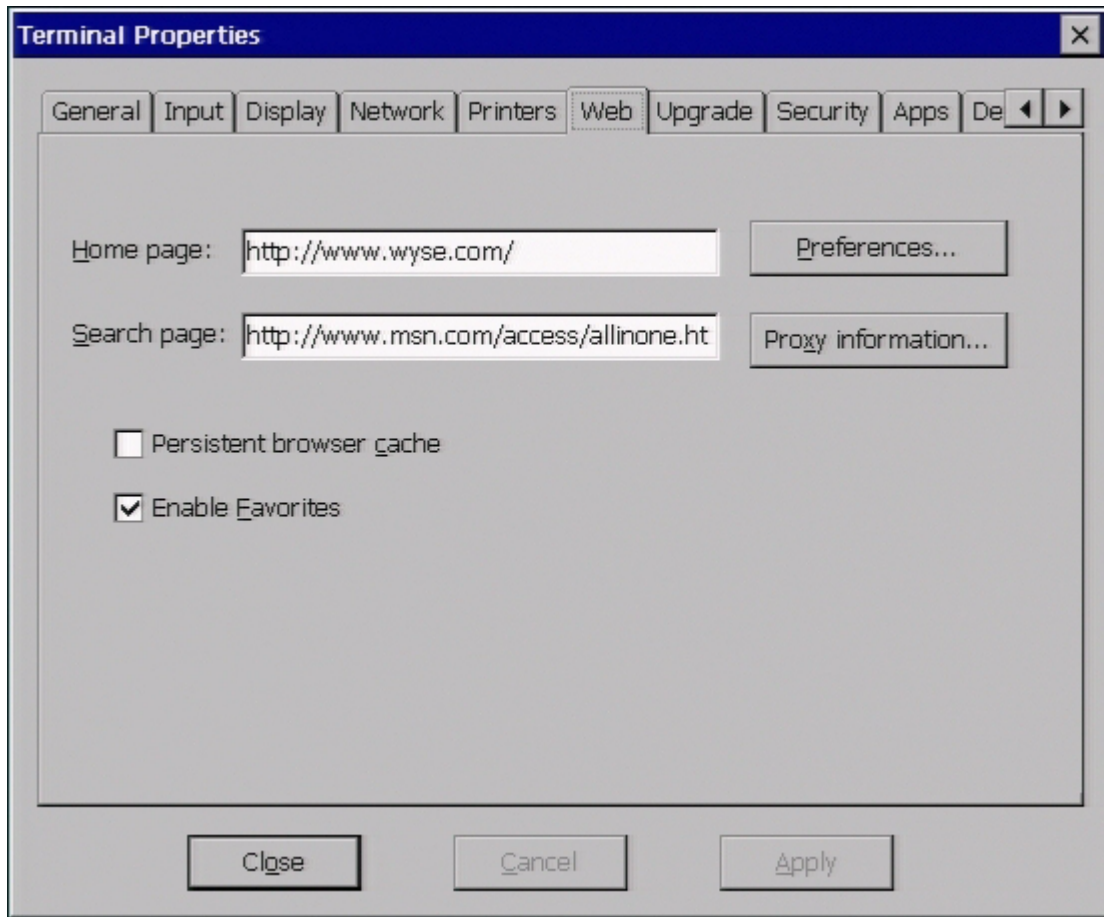 Terminal Properties
General Input Display Network Printers Web Upgrade Security Apps De
Home page: http://www.wyse.com/ Preferences...
Search page: http://www.msn.com/access/allinone.ht Proxy information...
Persistent browser cache
Enable Favorites
Close Cancel Apply